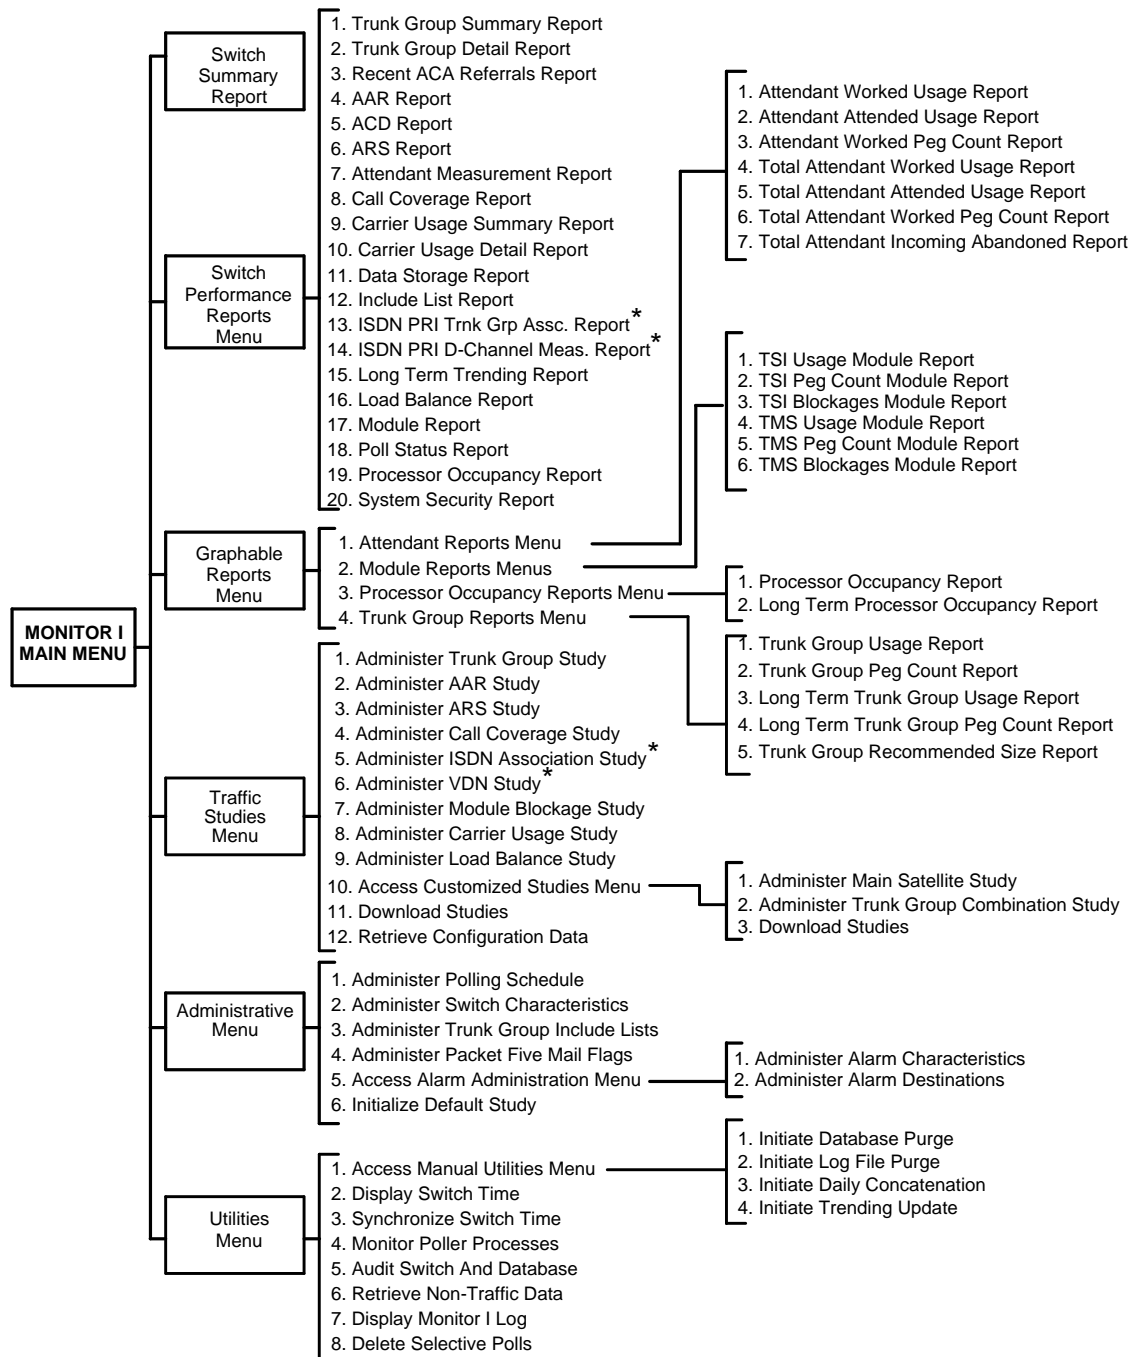 MONITOR I
MAIN MENU
Switch
Summary
Report
Switch
Performance
Reports
Menu
1. Trunk Group Summary Report
2. Trunk Group Detail Report
3. Recent ACA Referrals Report
4. AAR Report
5. ACD Report
6. ARS Report
7. Attendant Measurement Report
8. Call Coverage Report
9. Carrier Usage Summary Report
10. Carrier Usage Detail Report
11. Data Storage Report
12. Include List Report
13. ISDN PRI Trnk Grp Assc. Report*
14. ISDN PRI D-Channel Meas. Report*
15. Long Term Trending Report
16. Load Balance Report
17. Module Report
18. Poll Status Report
19. Processor Occupancy Report
20. System Security Report
Graphable
Reports
Menu
1. Attendant Reports Menu
2. Module Reports Menus
3. Processor Occupancy Reports Menu
4. Trunk Group Reports Menu
1. Attendant Worked Usage Report
2. Attendant Attended Usage Report
3. Attendant Worked Peg Count Report
4. Total Attendant Worked Usage Report
5. Total Attendant Attended Usage Report
6. Total Attendant Worked Peg Count Report
7. Total Attendant Incoming Abandoned Report
1. TSI Usage Module Report
2. TSI Peg Count Module Report
3. TSI Blockages Module Report
4. TMS Usage Module Report
5. TMS Peg Count Module Report
6. TMS Blockages Module Report
1. Processor Occupancy Report
2. Long Term Processor Occupancy Report
1. Trunk Group Usage Report
2. Trunk Group Peg Count Report
3. Long Term Trunk Group Usage Report
4. Long Term Trunk Group Peg Count Report
5. Trunk Group Recommended Size Report
Traffic
Studies
Menu
1. Administer Trunk Group Study
2. Administer AAR Study
3. Administer ARS Study
4. Administer Call Coverage Study
5. Administer ISDN Association Study*
6. Administer VDN Study*
7. Administer Module Blockage Study
8. Administer Carrier Usage Study
9. Administer Load Balance Study
10. Access Customized Studies Menu
11. Download Studies
12. Retrieve Configuration Data
1. Administer Main Satellite Study
2. Administer Trunk Group Combination Study
3. Download Studies
Administrative
Menu
1. Administer Polling Schedule
2. Administer Switch Characteristics
3. Administer Trunk Group Include Lists
4. Administer Packet Five Mail Flags
5. Access Alarm Administration Menu
6. Initialize Default Study
1. Administer Alarm Characteristics
2. Administer Alarm Destinations
Utilities
Menu
1. Access Manual Utilities Menu
2. Display Switch Time
3. Synchronize Switch Time
4. Monitor Poller Processes
5. Audit Switch And Database
6. Retrieve Non-Traffic Data
7. Display Monitor I Log
8. Delete Selective Polls
1. Initiate Database Purge
2. Initiate Log File Purge
3. Initiate Daily Concatenation
4. Initiate Trending Update